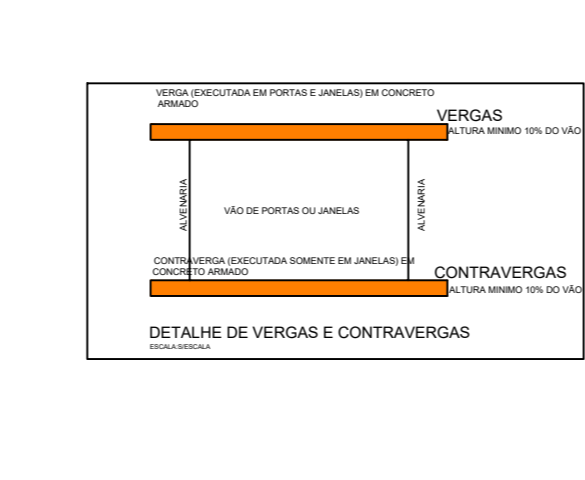 VERGA (EXECUTADA EM PORTAS E JANELAS) EM CONCRETO
ARMADO
VERGAS
ALTURA MINIMO 10% DO VÃO
ALVENARIA
VÃO DE PORTAS OU JANELAS
ALVENARIA
CONTRAVERGA (EXECUTADA SOMENTE EM JANELAS) EM
CONCRETO ARMADO
CONTRAVERGAS
ALTURA MINIMO 10% DO VÃO
DETALHE DE VERGAS E CONTRAVERGAS
ESCALA:S/ESCALA